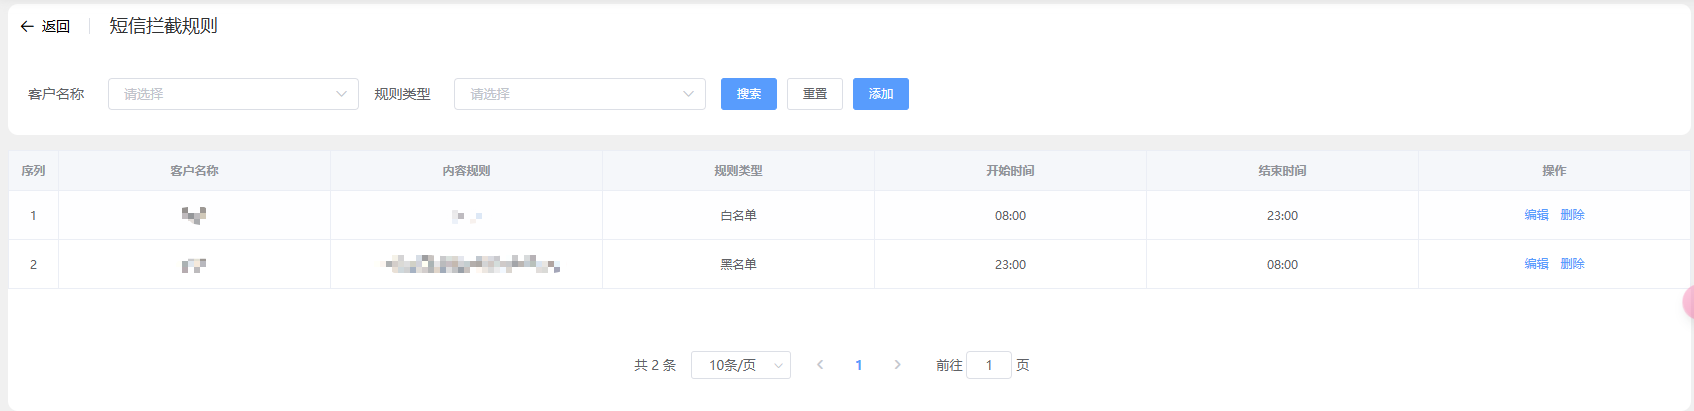 返回 短信拦截规则
客户名称 请选择 规则类型 请选择 搜索 重置 添加
序列 客户名称 内容规则 规则类型 开始时间 结束时间 操作
1 白名单 08:00 23:00 编辑 删除
2 黑名单 23:00 08:00 编辑 删除
共 2 条 10条/页 1 前往 1 页